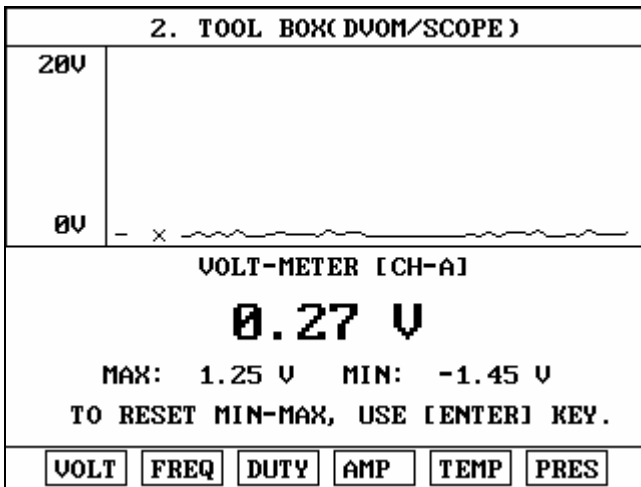 2. TOOL BOX(DVOM/SCOPE)
20V
0V
VOLT-METER [CH-A]
0.27 V
MAX: 1.25 V MIN: -1.45 V
TO RESET MIN-MAX, USE [ENTER] KEY.
VOLT FREQ DUTY AMP TEMP PRES